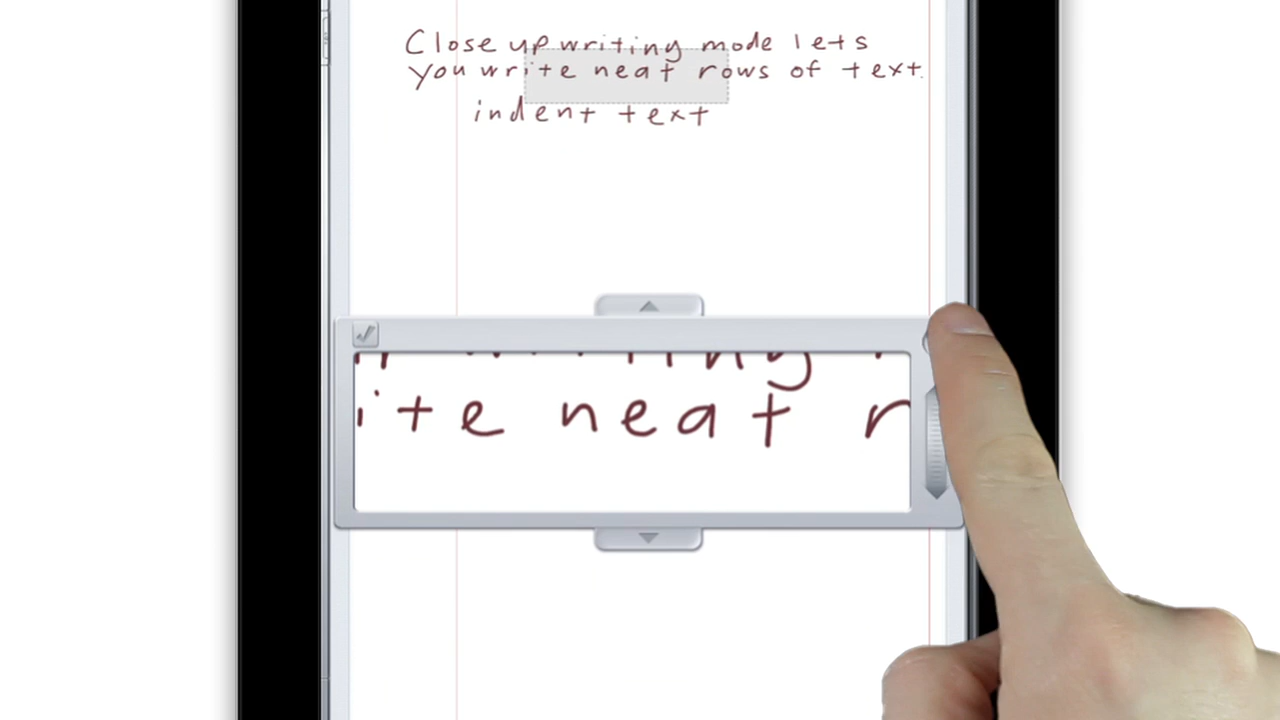 Close up writing mode lets
you write neat rows of text.
indent text
ite neat r